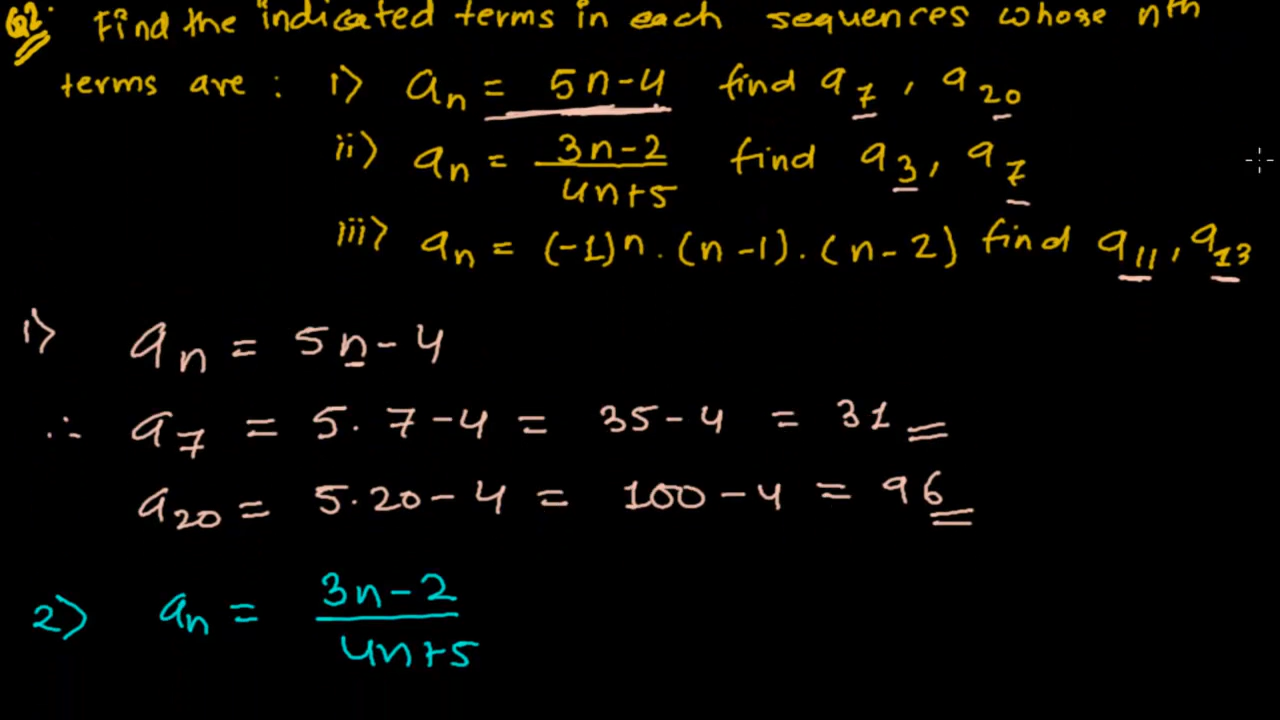 Q2. Find the indicated terms in each sequences whose nth
terms are : i) aₙ = 5n-4 find a₇ , a₂₀
ii) aₙ = (3n-2)/(4n+5) find a₃, a₇
iii) aₙ = (-1)ⁿ.(n-1).(n-2) find a₁₁, a₁₃
i) aₙ = 5n-4
∴ a₇ = 5.7-4 = 35-4 = 31
a₂₀ = 5.20-4 = 100-4 = 96
2) aₙ = (3n-2)/(4n+5)